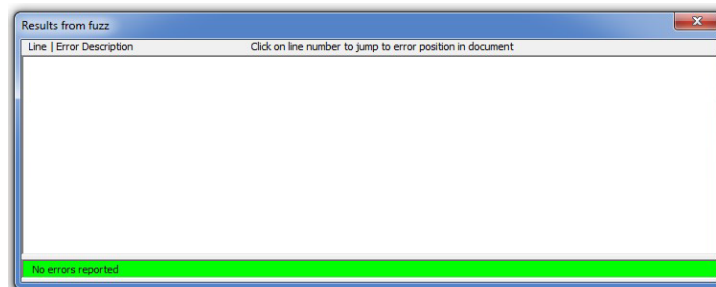 Results from fuzz
Line | Error Description Click on line number to jump to error position in document
No errors reported